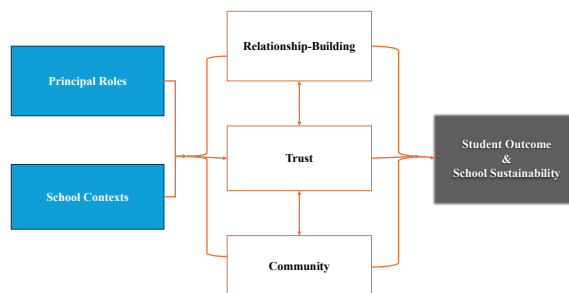 Relationship-Building
Principal Roles
Trust
Student Outcome
&
School Sustainability
School Contexts
Community